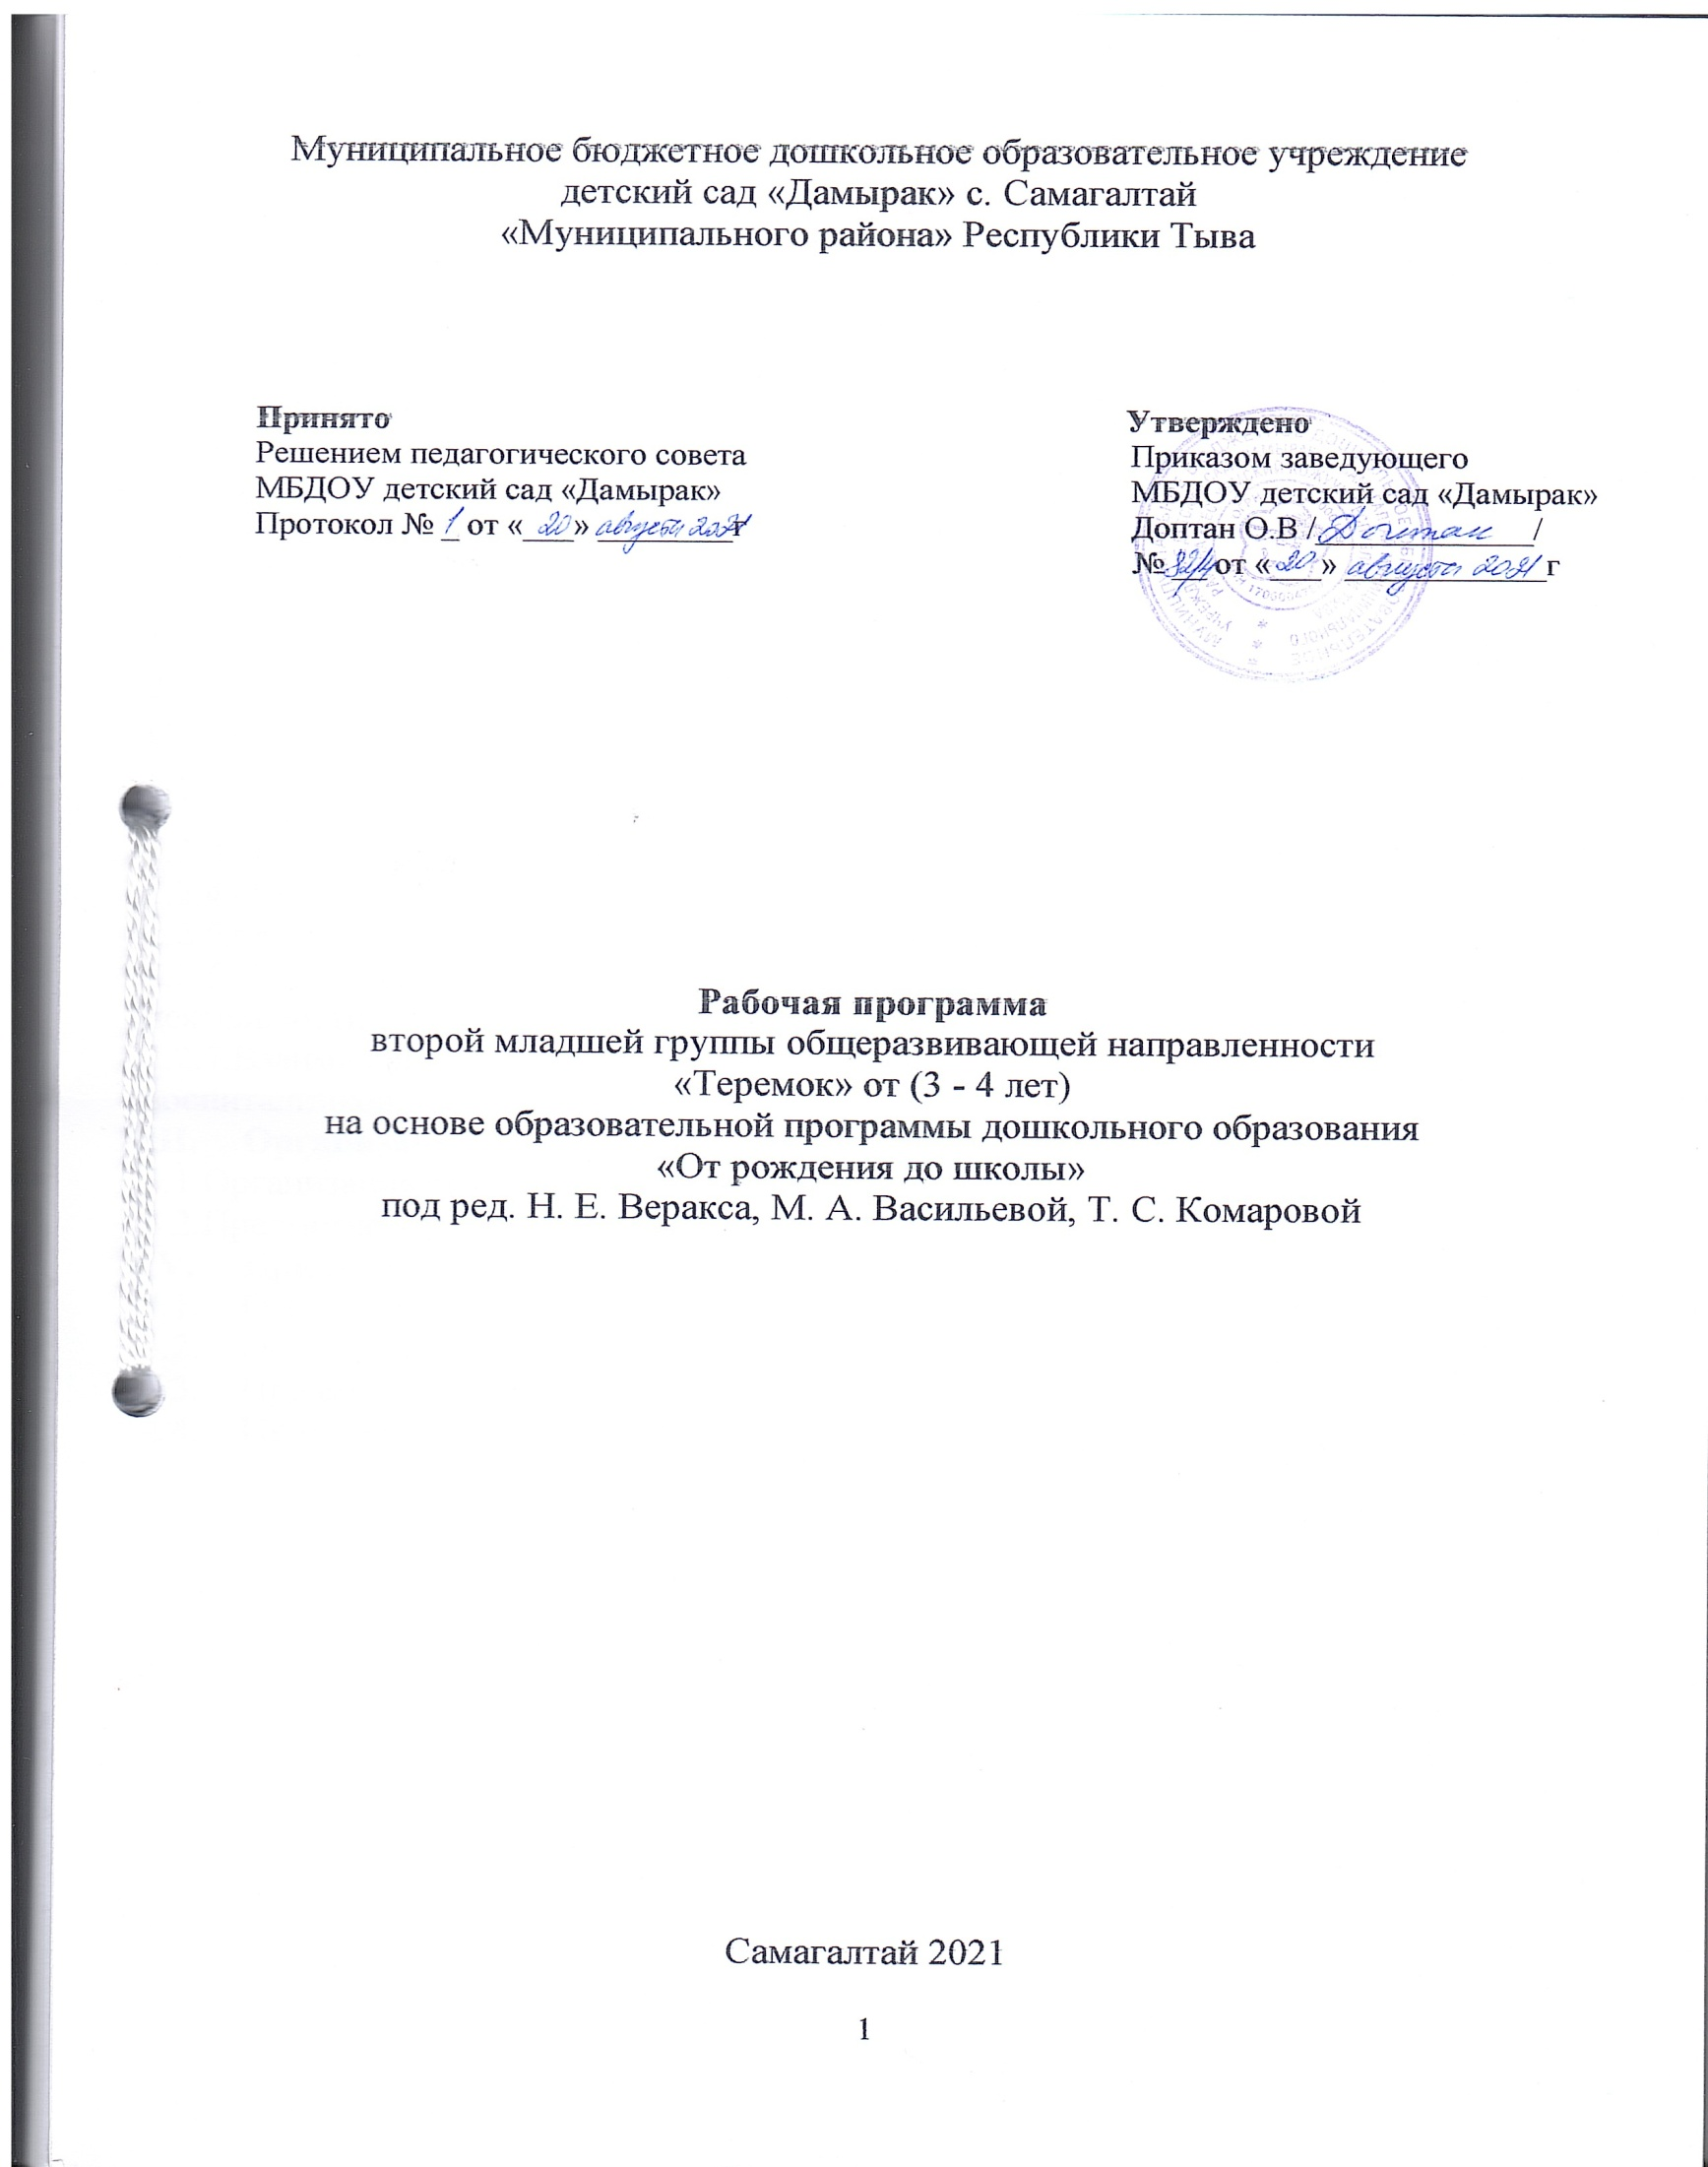 Муниципальное бюджетное дошкольное образовательное учреждение
детский сад «Дамырак» с. Самагалтай
«Муниципального района» Республики Тыва
Принято
Решением педагогического совета
МБДОУ детский сад «Дамырак»
Протокол № 1 от «20» августа 2021г
Утверждено
Приказом заведующего
МБДОУ детский сад «Дамырак»
Доптан О.В /Доптан/
№ от «20» августа 2021 г
Рабочая программа
второй младшей группы общеразвивающей направленности
«Теремок» от (3 - 4 лет)
на основе образовательной программы дошкольного образования
«От рождения до школы»
под ред. Н. Е. Веракса, М. А. Васильевой, Т. С. Комаровой
Самагалтай 2021
1